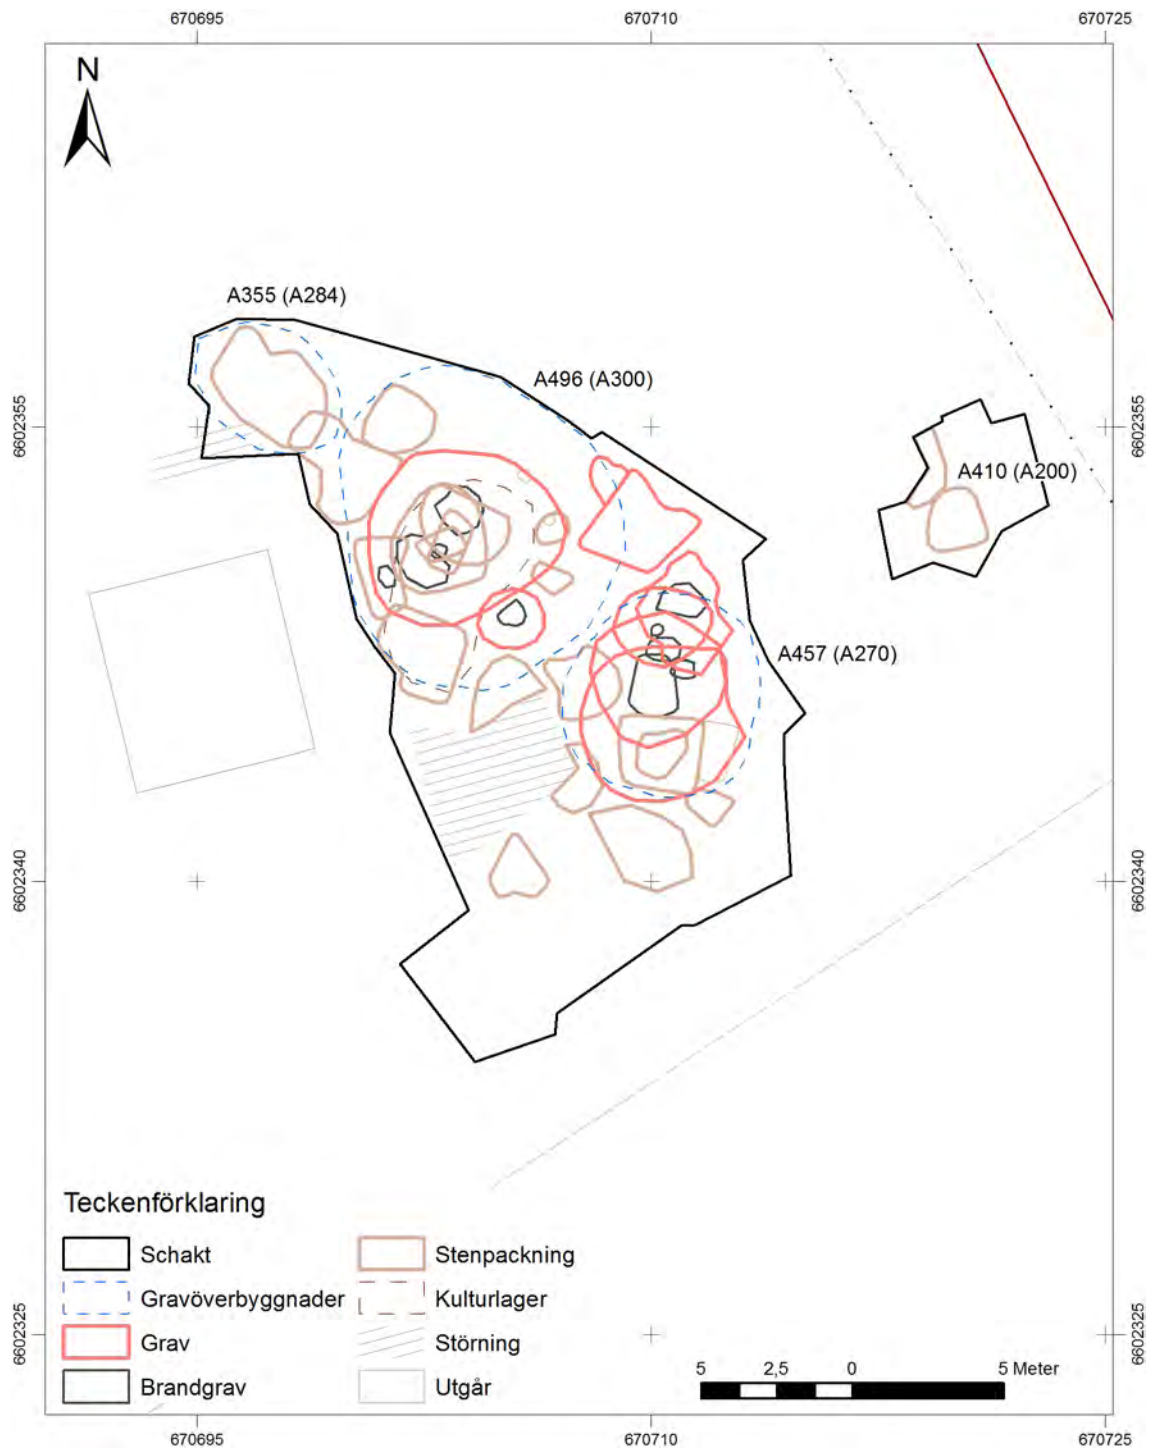 670695 670710 670725
N
A355 (A284)
A496 (A300)
6602355 6602355
A410 (A200)
A457 (A270)
6602340 6602340
Teckenförklaring
Schakt Stenpackning
Gravöverbyggnader Kulturlager
6602325 6602325
Grav Störning
5 2,5 0 5 Meter
Brandgrav Utgår
670695 670710 670725